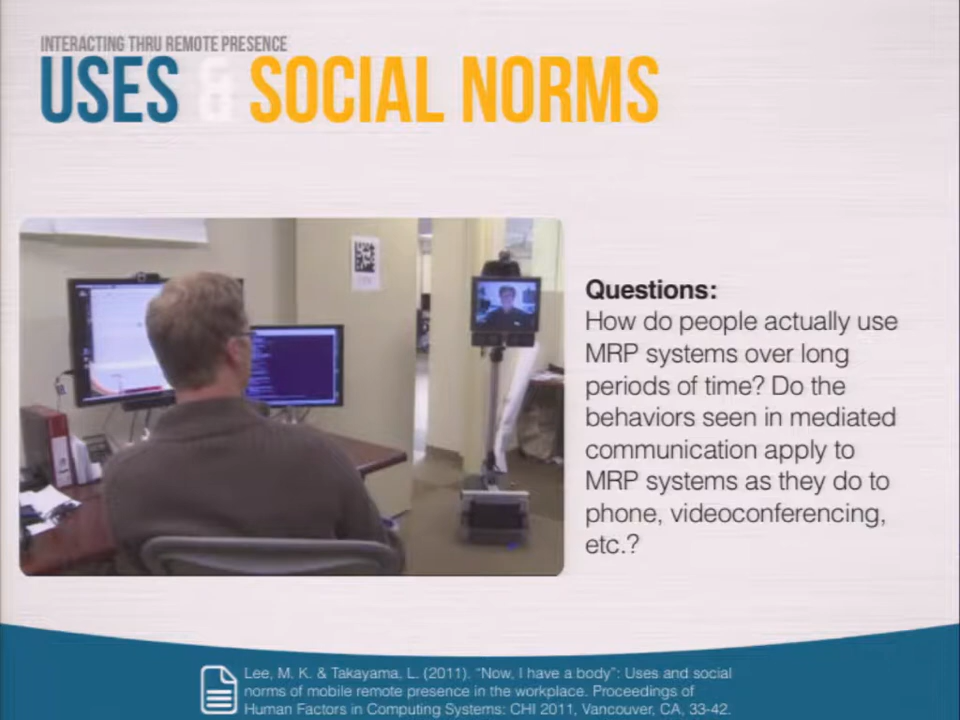 INTERACTING THRU REMOTE PRESENCE
USES & SOCIAL NORMS
Questions:
How do people actually use
MRP systems over long
periods of time? Do the
behaviors seen in mediated
communication apply to
MRP systems as they do to
phone, videoconferencing,
etc.?
Lee, M. K. & Takayama, L. (2011). “Now, I have a body”: Uses and social
norms of mobile remote presence in the workplace. Proceedings of
Human Factors in Computing Systems: CHI 2011, Vancouver, CA, 33-42.